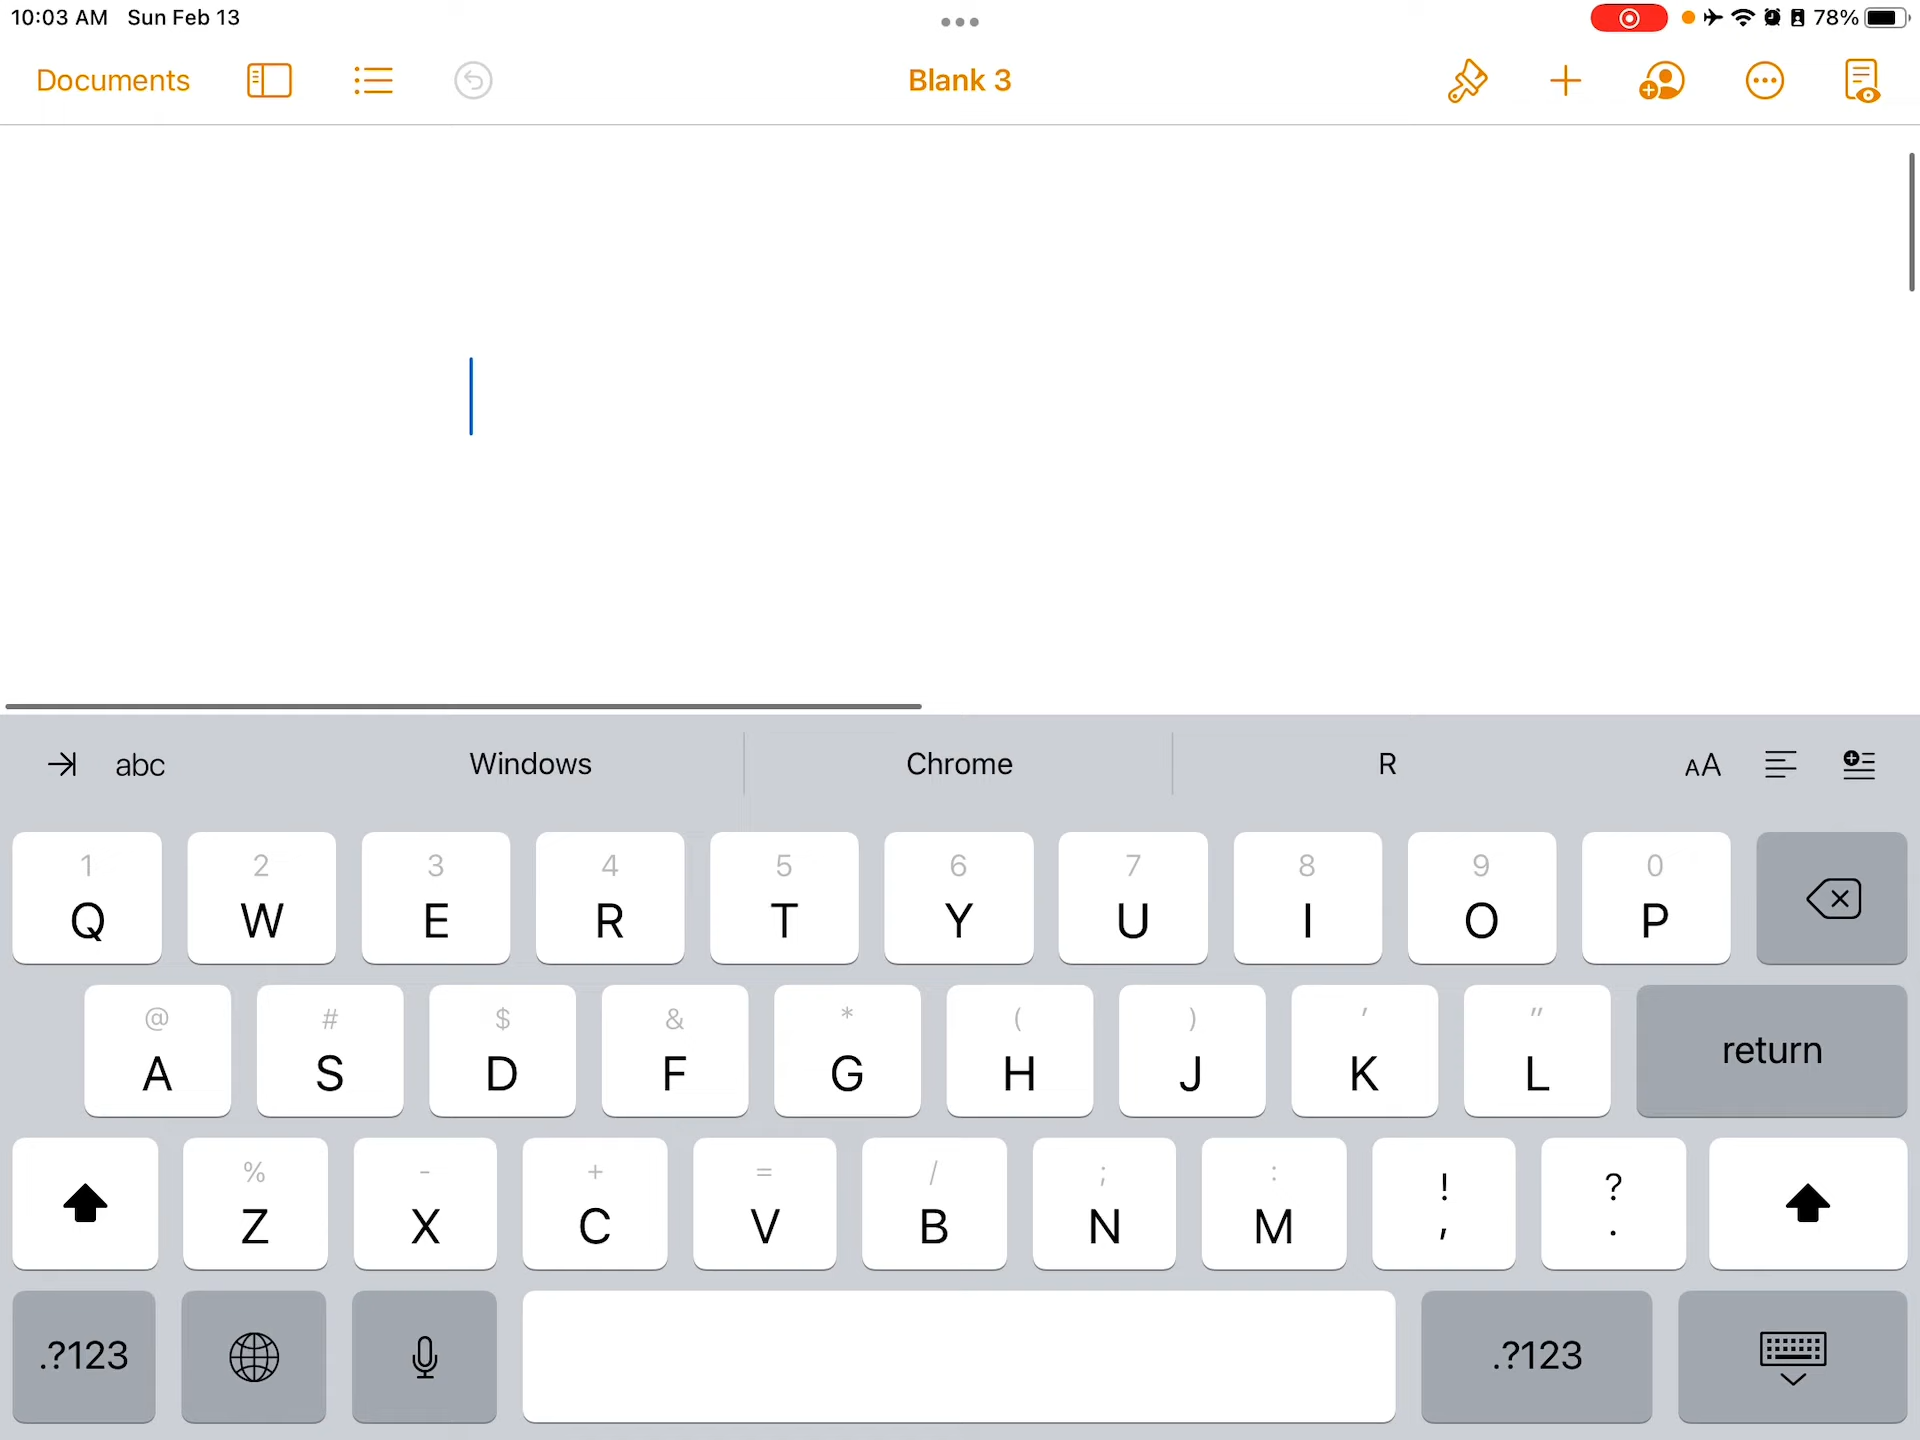 10:03 AM Sun Feb 13
78%
Documents
Blank 3
abc
Windows
Chrome
R
AA
1 2 3 4 5 6 7 8 9 0
Q W E R T Y U I O P
@ # $ & * ( ) ' "
A S D F G H J K L return
% - + = / ; : ! ?
Z X C V B N M , .
.?123 .?123